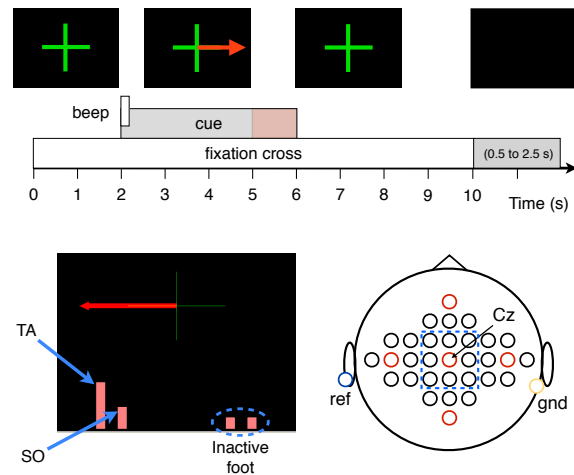 beep
cue
fixation cross
(0.5 to 2.5 s)
0 1 2 3 4 5 6 7 8 9 10
Time (s)
TA
SO
Inactive
foot
Cz
ref
gnd